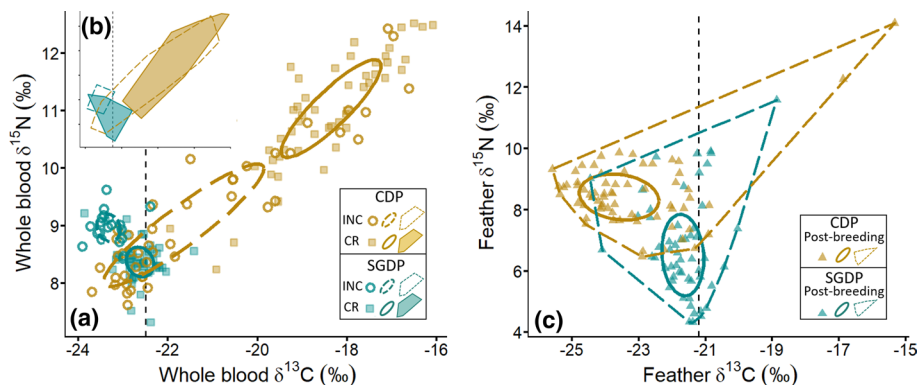 (b)
12
11
10
9
8
Whole blood δ¹⁵N (‰)
(a)
-24
-22
-20
-18
-16
Whole blood δ¹³C (‰)
CDP
INC
CR
SGDP
INC
CR
14
12
10
8
6
4
Feather δ¹⁵N (‰)
(c)
-25
-23
-21
-19
-17
-15
Feather δ¹³C (‰)
CDP
Post-breeding
SGDP
Post-breeding